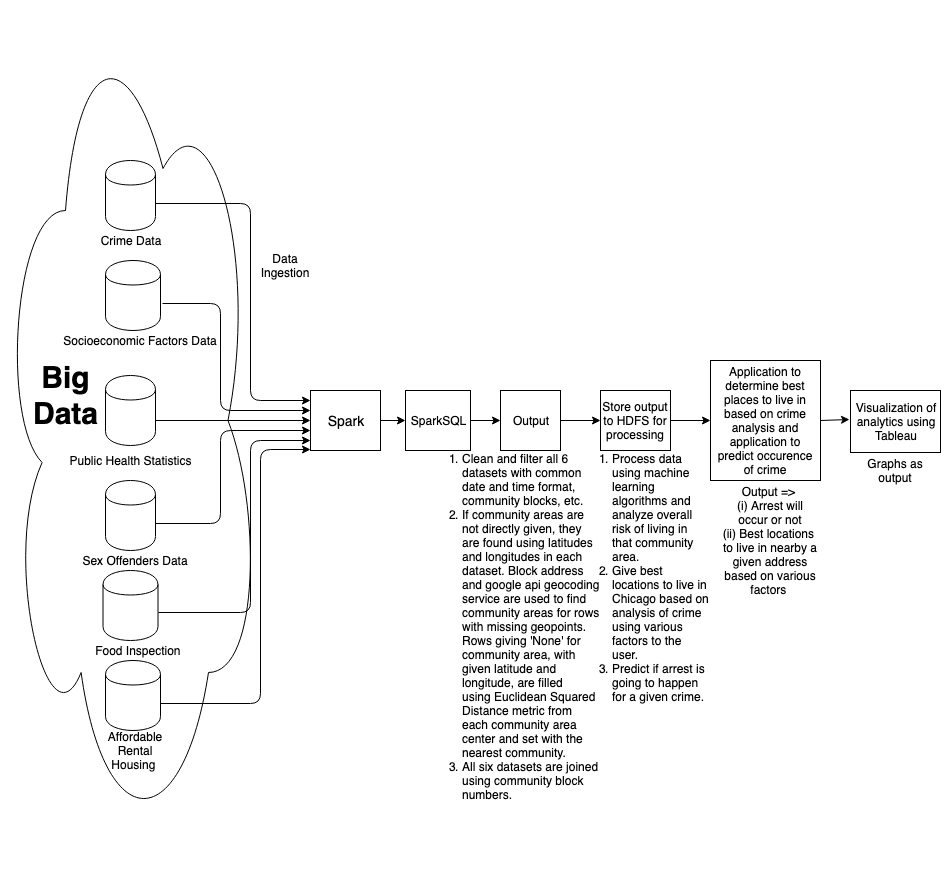 Crime Data
Data
Ingestion
Socioeconomic Factors Data
Big
Data
Public Health Statistics
Sex Offenders Data
Food Inspection
Affordable
Rental
Housing
Spark
SparkSQL
Output
1. Clean and filter all 6
datasets with common
date and time format,
community blocks, etc.
2. If community areas are
not directly given, they
are found using latitudes
and longitudes in each
dataset. Block address
and google api geocoding
service are used to find
community areas for rows
with missing geopoints.
Rows giving 'None' for
community area, with
given latitude and
longitude, are filled
using Euclidean Squared
Distance metric from
each community area
center and set with the
nearest community.
3. All six datasets are joined
using community block
numbers.
Store output
to HDFS for
processing
1. Process data
using machine
learning
algorithms and
analyze overall
risk of living in
that community
area.
2. Give best
locations to live in
Chicago based on
analysis of crime
using various
factors to the
user.
3. Predict if arrest is
going to happen
for a given crime.
Application to
determine best
places to live in
based on crime
analysis and
application to
predict occurence
of crime
Output =>
(i) Arrest will
occur or not
(ii) Best locations
to live in nearby a
given address
based on various
factors
Visualization of
analytics using
Tableau
Graphs as
output